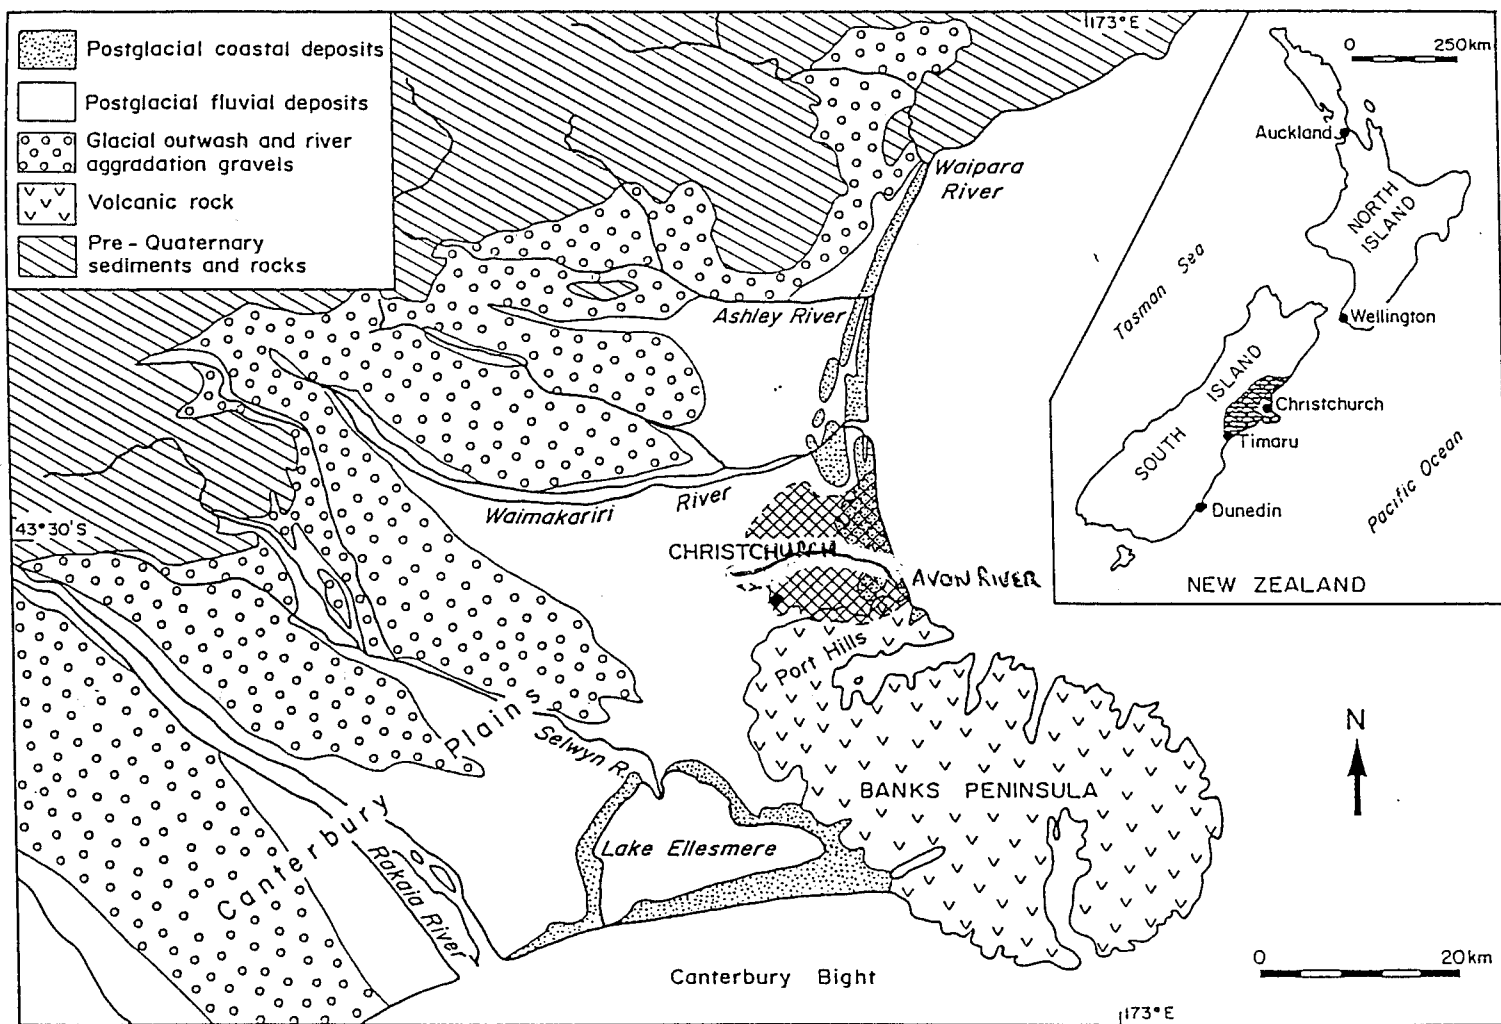 Postglacial coastal deposits
Postglacial fluvial deposits
Glacial outwash and river
aggradation gravels
Volcanic rock
Pre-Quaternary
sediments and rocks
173°E
0 250km
Auckland
NORTH
ISLAND
Tasman Sea
Wellington
SOUTH ISLAND
Christchurch
Timaru
Dunedin
Pacific Ocean
NEW ZEALAND
Waipara
River
Ashley River
Waimakariri River
43°30'S
CHRISTCHURCH
AVON RIVER
Port Hills
Canterbury Plains
Selwyn R.
BANKS PENINSULA
Lake Ellesmere
Rakaia River
N
Canterbury Bight
0 20km
173°E